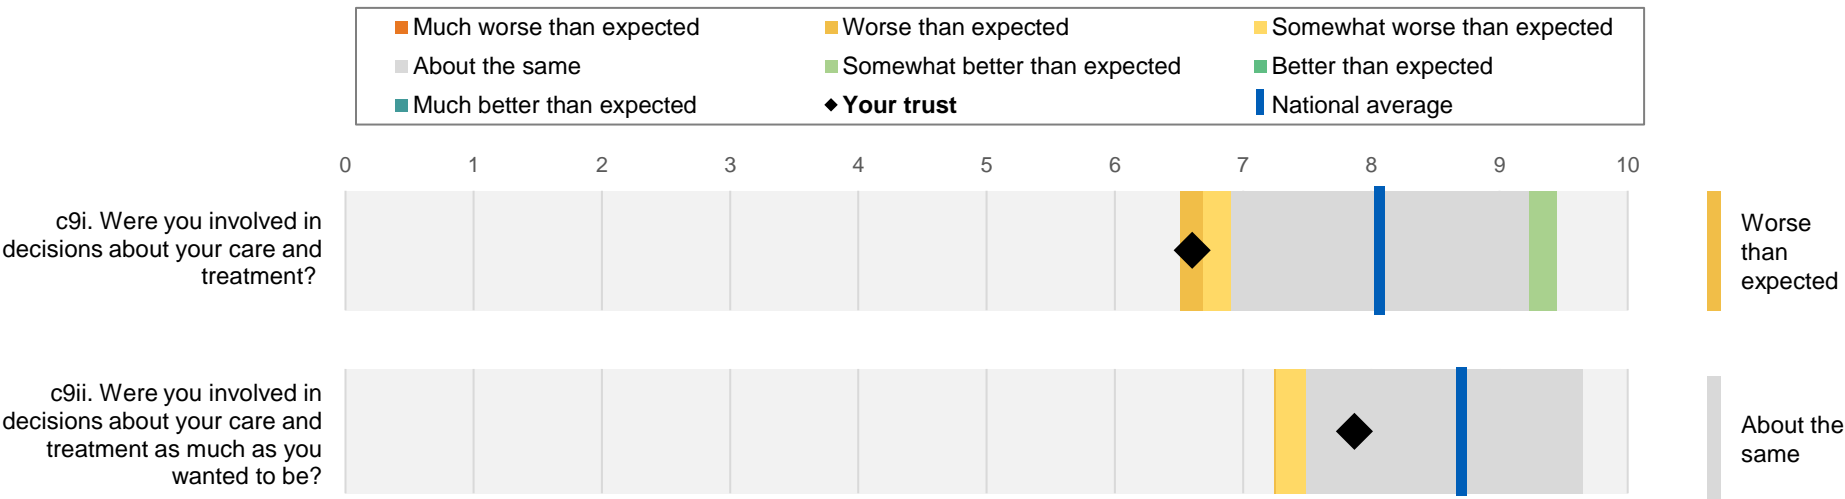 Much worse than expected
Worse than expected
Somewhat worse than expected
About the same
Somewhat better than expected
Better than expected
Much better than expected
Your trust
National average
0 1 2 3 4 5 6 7 8 9 10
c9i. Were you involved in
decisions about your care and
treatment?
Worse
than
expected
c9ii. Were you involved in
decisions about your care and
treatment as much as you
wanted to be?
About the
same